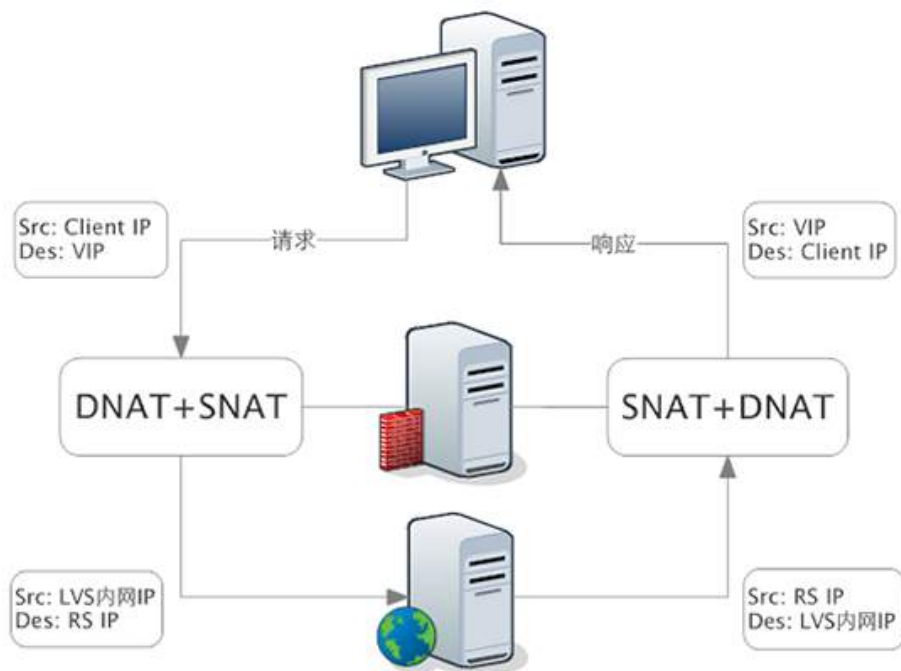 Src: Client IP
Des: VIP
请求
响应
Src: VIP
Des: Client IP
DNAT+SNAT
SNAT+DNAT
Src: LVS内网IP
Des: RS IP
Src: RS IP
Des: LVS内网IP